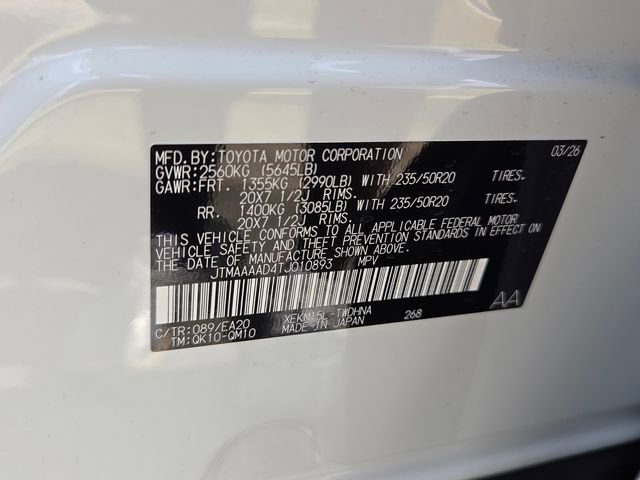 MFD.BY:TOYOTA MOTOR CORPORATION 03/26
GVWR:2560KG (5645LB)
GAWR:FRT. 1355KG (2990LB) WITH 235/50R20 TIRES.
20X7 1/2J RIMS.
RR. 1400KG (3085LB) WITH 235/50R20 TIRES.
20X7 1/2J RIMS.
THIS VEHICLE CONFORMS TO ALL APPLICABLE FEDERAL MOTOR
VEHICLE SAFETY AND THEFT PREVENTION STANDARDS IN EFFECT
ON THE DATE OF MANUFACTURE SHOWN ABOVE.
JTMAAAAD4TJ010893 MPV
C/TR:089/EA20 XEKM15L-TWDHNA 268 AA
TM:QK10-QM10 MADE IN JAPAN